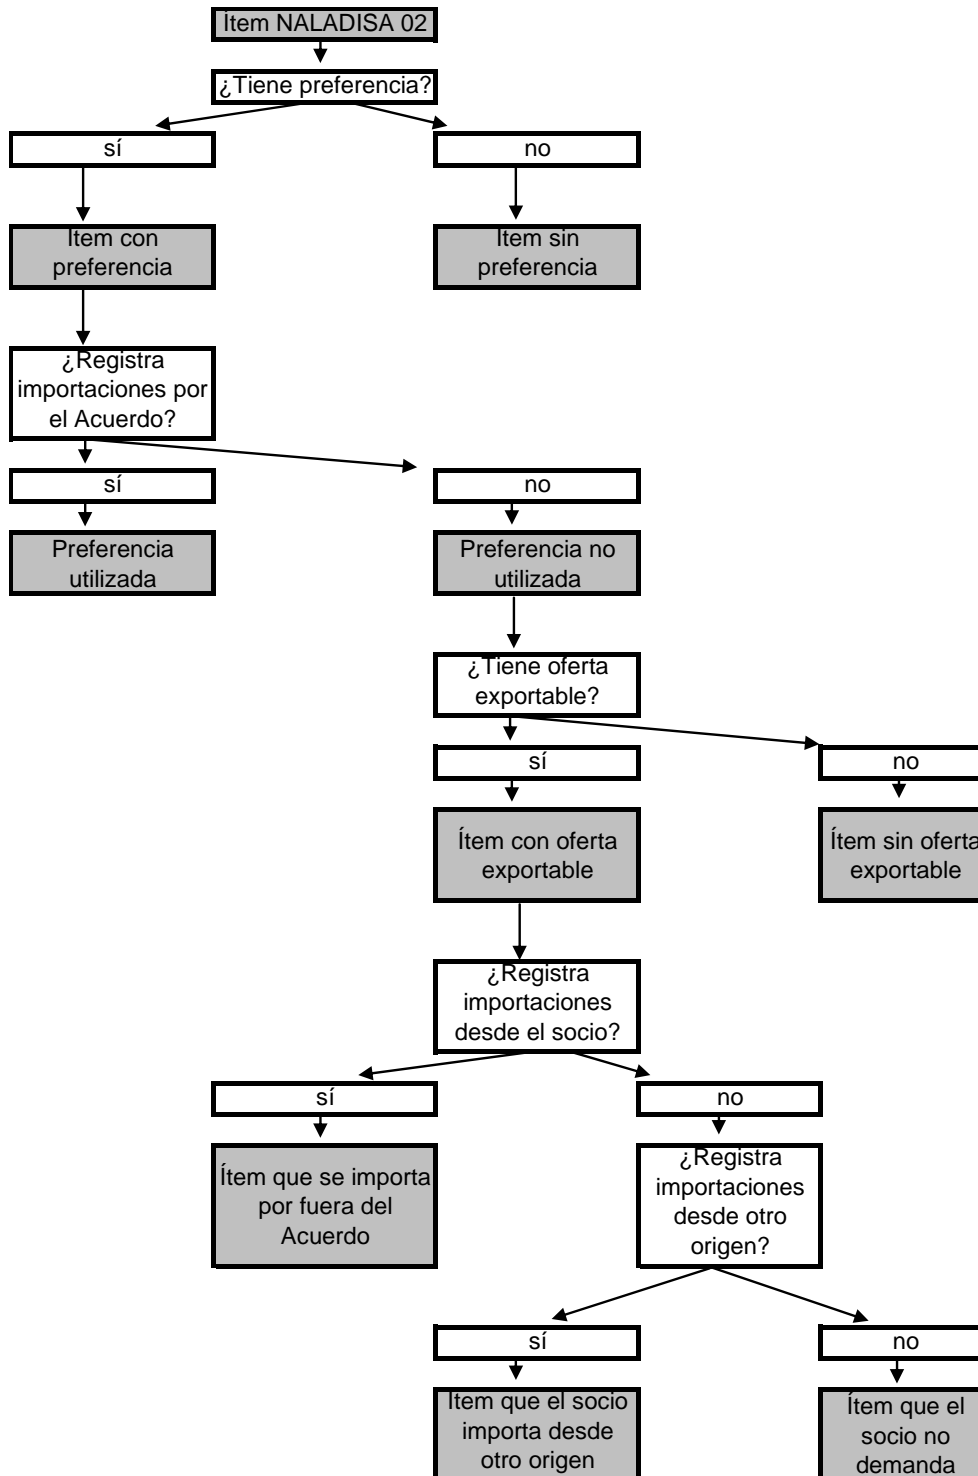 Ítem NALADISA 02
¿Tiene preferencia?
sí
no
Ítem con
preferencia
Ítem sin
preferencia
¿Registra
importaciones por
el Acuerdo?
sí
no
Preferencia
utilizada
Preferencia no
utilizada
¿Tiene oferta
exportable?
sí
no
Ítem con oferta
exportable
Ítem sin oferta
exportable
¿Registra
importaciones
desde el socio?
sí
no
Ítem que se importa
por fuera del
Acuerdo
¿Registra
importaciones
desde otro
origen?
sí
no
Ítem que el socio
importa desde
otro origen
Ítem que el
socio no
demanda